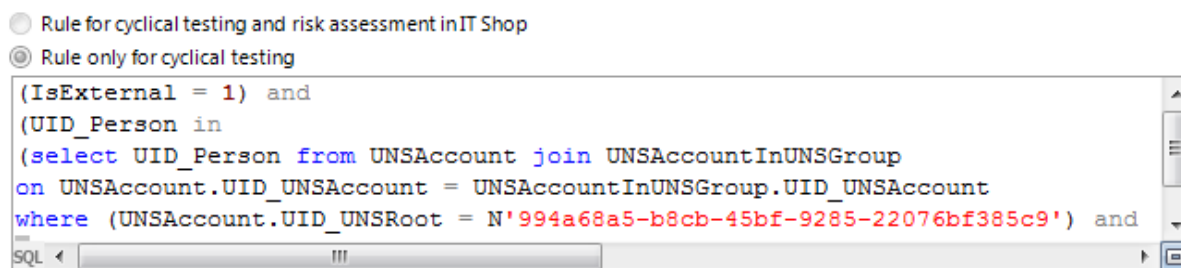 Rule for cyclical testing and risk assessment in IT Shop
Rule only for cyclical testing
(IsExternal = 1) and
(UID_Person in
(select UID_Person from UNSAccount join UNSAccountInUNSGroup
on UNSAccount.UID_UNSAccount = UNSAccountInUNSGroup.UID_UNSAccount
where (UNSAccount.UID_UNSRoot = N'994a68a5-b8cb-45bf-9285-22076bf385c9') and
SQL